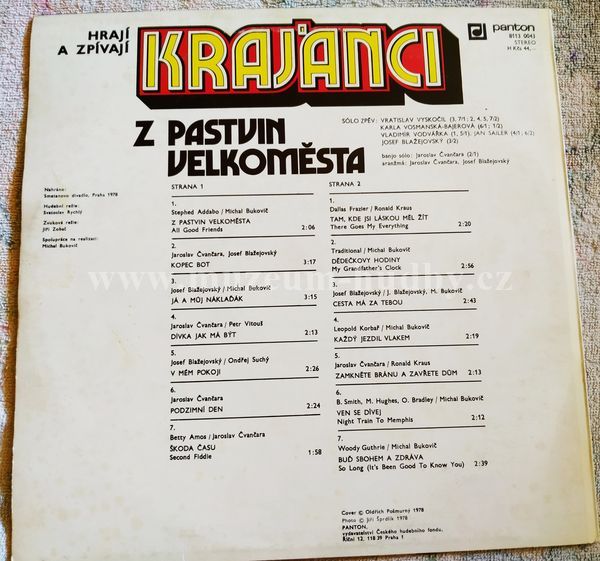 HRAJÍ
A ZPÍVAJÍ
KRAJANCI
panton
8113 0043
STEREO
H Kčs 44,–
Z PASTVIN
VELKOMĚSTA
SÓLO ZPĚV: VRATISLAV VYSKOČIL (3, 7/1; 2, 4, 5, 7/2)
KARLA VOSMANSKÁ-BAJEROVÁ (6/1; 1/2)
VLADIMÍR VODVÁŘKA (1, 5/1), JAN SAILER (4/1; 6/2)
JOSEF BLAŽEJOVSKÝ (3/2)
banjo sólo: Jaroslav Čvančara (2/1)
aranžmá: Jaroslav Čvančara, Josef Blažejovský
Nahráno:
Smetanovo divadlo, Praha 1978
Hudební režie:
Svatoslav Rychlý
Zvuková režie:
Jiří Zobač
Spolupráce na realizaci:
Michal Bukovič
STRANA 1
1.
Stephed Addabo / Michal Bukovič
Z PASTVIN VELKOMĚSTA
All Good Friends 2:06
2.
Jaroslav Čvančara, Josef Blažejovský
KOPEC BOT 3:17
3.
Josef Blažejovský / Michal Bukovič
JÁ A MŮJ NÁKLAĎÁK 3:15
4.
Jaroslav Čvančara / Petr Vitouš
DÍVKA JAK MÁ BÝT 2:13
5.
Josef Blažejovský / Ondřej Suchý
V MÉM POKOJI 2:26
6.
Jaroslav Čvančara
PODZIMNÍ DEN 2:24
7.
Betty Amos / Jaroslav Čvančara
ŠKODA ČASU
Second Fiddle 1:58
STRANA 2
1.
Dallas Frazier / Ronald Kraus
TAM, KDE JSI LÁSKOU MĚL ŽÍT
There Goes My Everything 2:20
2.
Traditional / Michal Bukovič
DĚDEČKOVY HODINY
My Grandfather's Clock 2:56
3.
Josef Blažejovský / J. Blažejovský, M. Bukovič
CESTA MÁ ZA TEBOU 2:43
4.
Leopold Korbař / Michal Bukovič
KAŽDÝ JEZDIL VLAKEM 2:19
5.
Jaroslav Čvančara / Ronald Kraus
ZAMKNĚTE BRÁNU A ZAVŘETE DŮM 2:13
6.
B. Smith, M. Hughes, O. Bradley / Michal Bukovič
VEN SE DÍVEJ
Night Train To Memphis 2:12
7.
Woody Guthrie / Michal Bukovič
BUĎ SBOHEM A ZDRÁVA
So Long (It's Been Good To Know You) 2:39
Cover © Oldřich Pošmurný 1978
Photo © Jiří Šprdlík 1978
PANTON,
vydavatelství Českého hudebního fondu,
Říční 12, 118 39 Praha 1